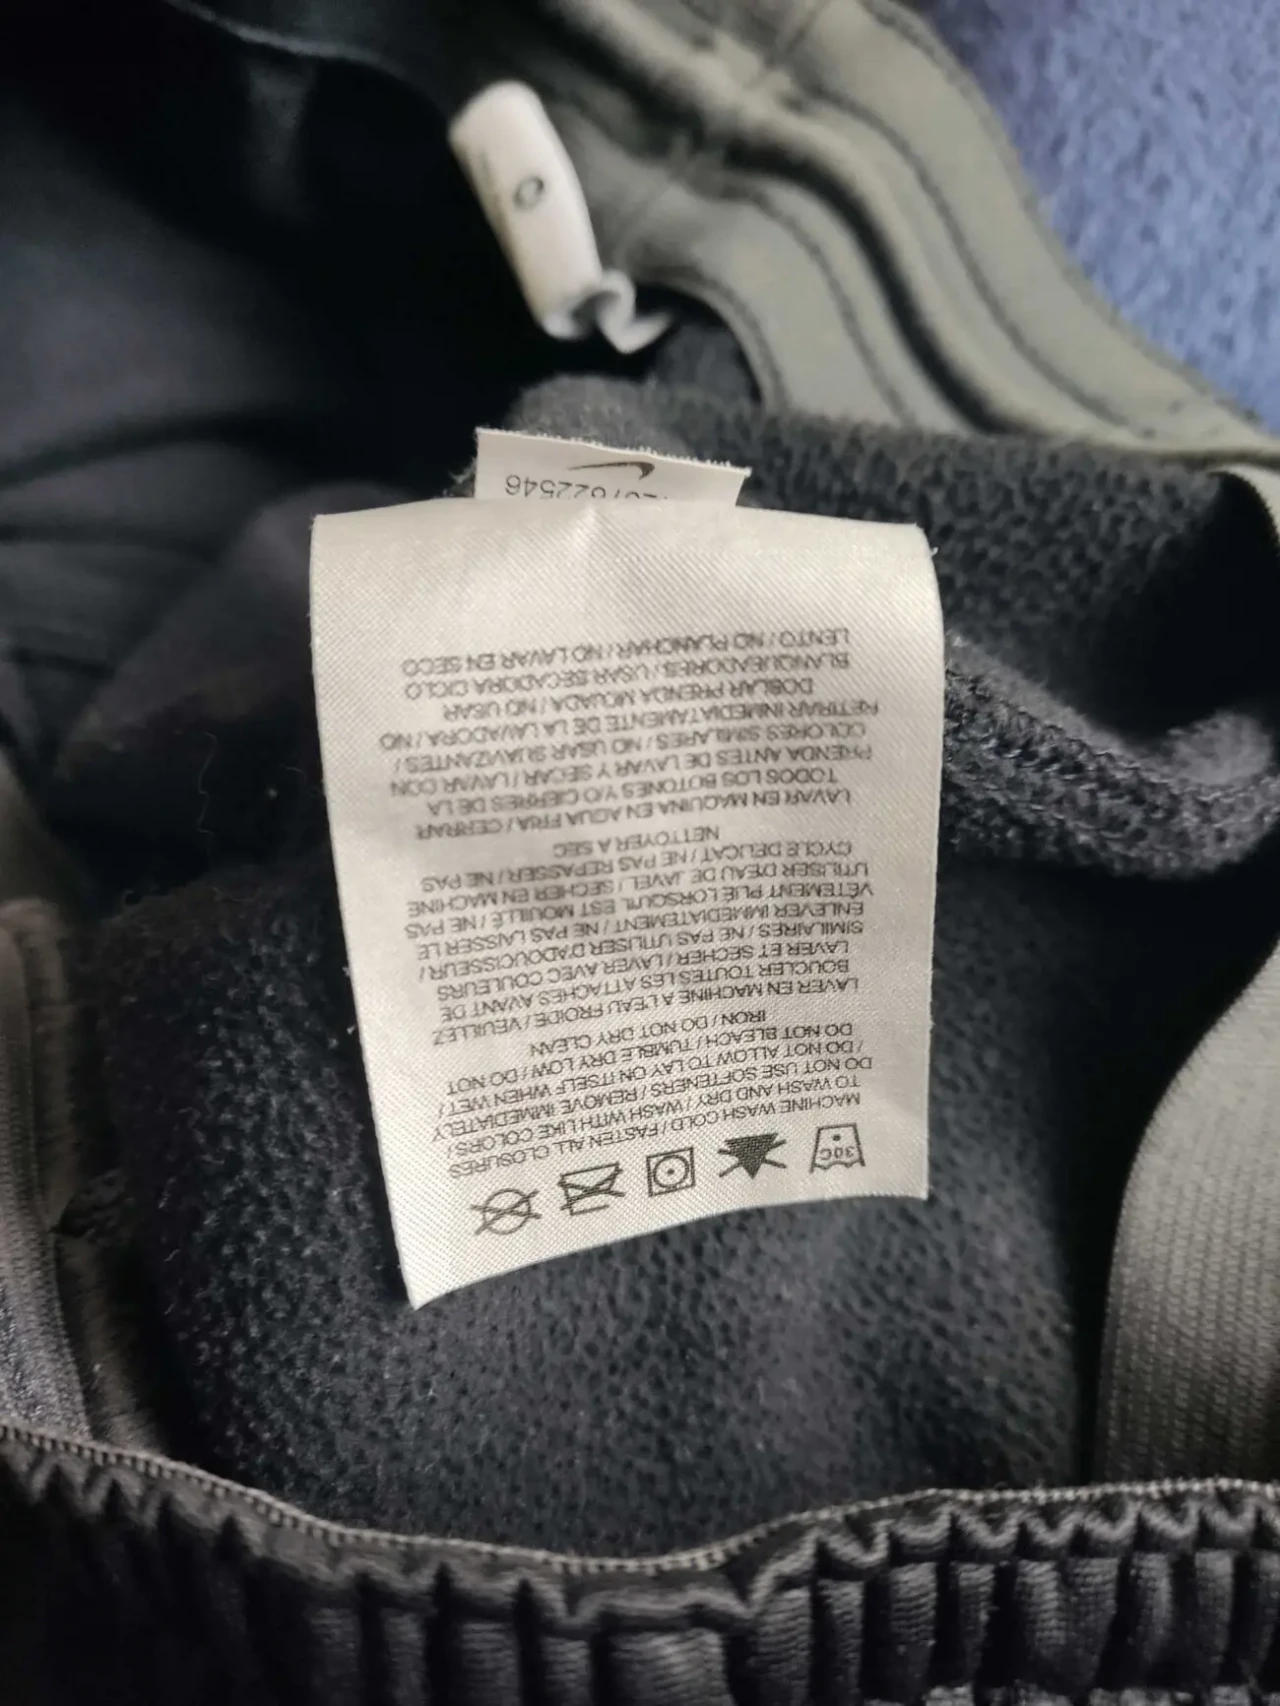 30C
MACHINE WASH COLD / FASTEN ALL CLOSURES
TO WASH AND DRY / WASH WITH LIKE COLORS /
DO NOT USE SOFTENERS / REMOVE IMMEDIATELY
/ DO NOT ALLOW TO LAY ON ITSELF WHEN WET /
DO NOT BLEACH / TUMBLE DRY LOW / DO NOT
IRON / DO NOT DRY CLEAN
LAVER EN MACHINE A L'EAU FROIDE / VEUILLEZ
BOUCLER TOUTES LES ATTACHES AVANT DE
LAVER ET SECHER / LAVER AVEC COULEURS
SIMILAIRES / NE PAS UTILISER D'ADOUCISSEUR /
ENLEVER IMMEDIATEMENT / NE PAS LAISSER LE
VÊTEMENT PLIÉ LORSQU'IL EST MOUILLÉ / NE PAS
UTILISER D'EAU DE JAVEL / SECHER EN MACHINE
CYCLE DELICAT / NE PAS REPASSER / NE PAS
NETTOYER A SEC
LAVAR EN MAQUINA EN AGUA FRIA / CERRAR
TODOS LOS BOTONES Y/O CIERRES DE LA
PRENDA ANTES DE LAVAR Y SECAR / LAVAR CON
COLORES SIMILARES / NO USAR SUAVIZANTES /
RETIRAR INMEDIATAMENTE DE LA LAVADORA / NO
DOBLAR PRENDA MOJADA / NO USAR
BLANQUEADORES / USAR SECADORA CICLO
LENTO / NO PLANCHAR / NO LAVAR EN SECO